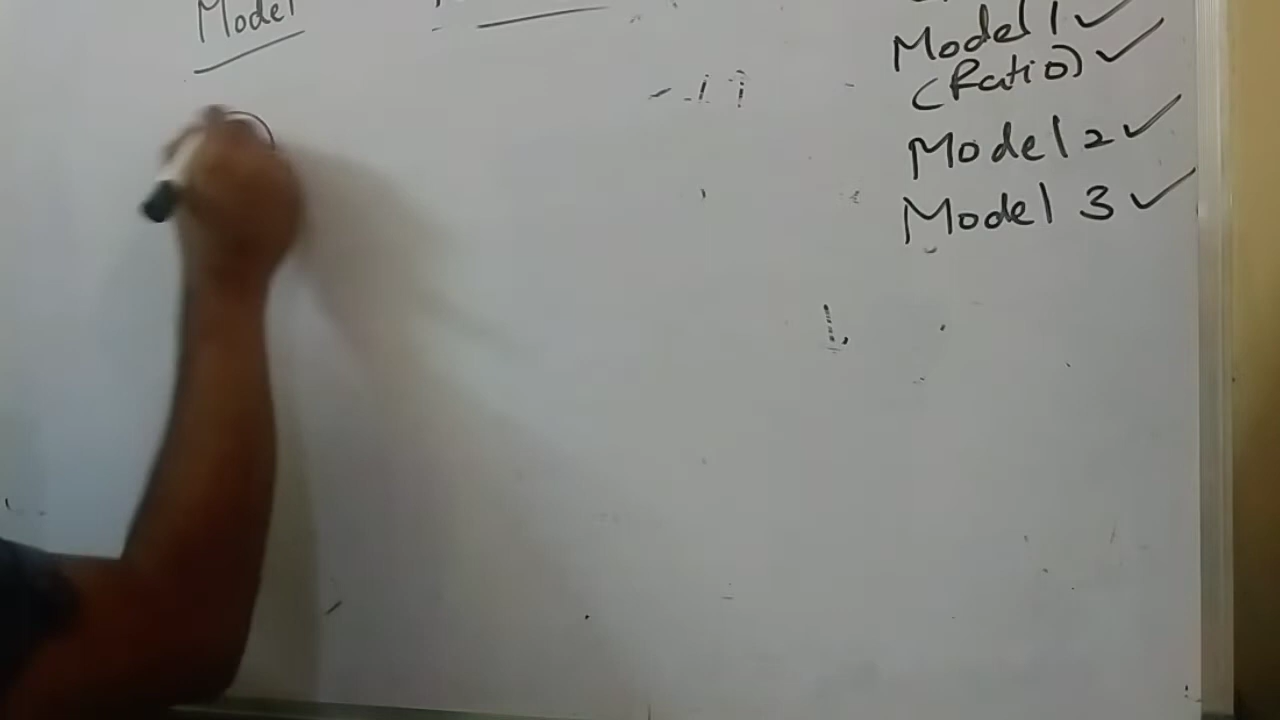 Model
Model 1 ✓
(Ratio) ✓
Model 2 ✓
Model 3 ✓